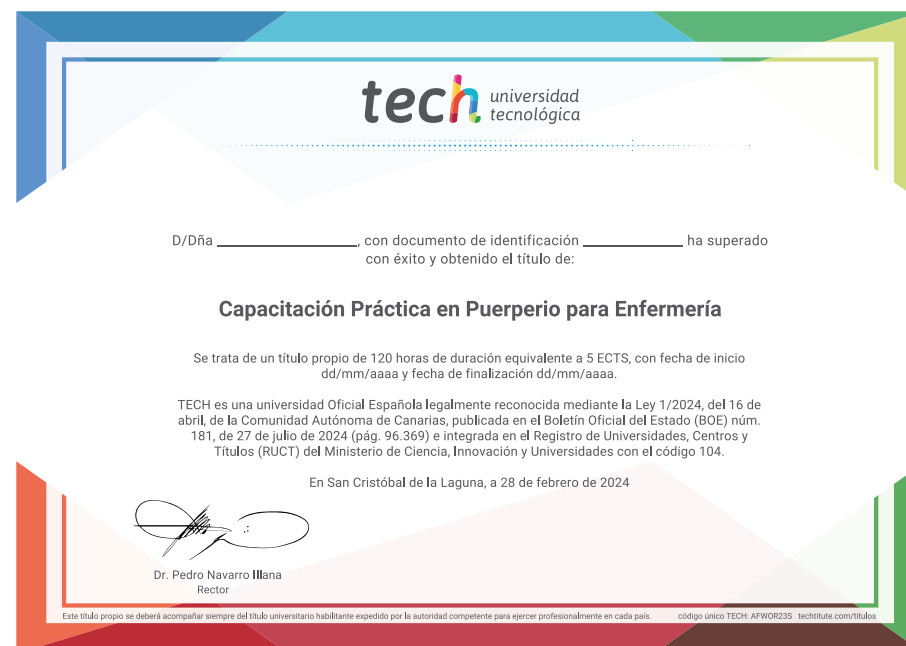 tech universidad
tecnológica
D/Dña ____________________, con documento de identificación ______________ ha superado
con éxito y obtenido el título de:
Capacitación Práctica en Puerperio para Enfermería
Se trata de un título propio de 120 horas de duración equivalente a 5 ECTS, con fecha de inicio
dd/mm/aaaa y fecha de finalización dd/mm/aaaa.
TECH es una universidad Oficial Española legalmente reconocida mediante la Ley 1/2024, del 16 de
abril, de la Comunidad Autónoma de Canarias, publicada en el Boletín Oficial del Estado (BOE) núm.
181, de 27 de julio de 2024 (pág. 96.369) e integrada en el Registro de Universidades, Centros y
Títulos (RUCT) del Ministerio de Ciencia, Innovación y Universidades con el código 104.
En San Cristóbal de la Laguna, a 28 de febrero de 2024
Dr. Pedro Navarro Illana
Rector
Este título propio se deberá acompañar siempre del título universitario habilitante expedido por la autoridad competente para ejercer profesionalmente en cada país. código único TECH: AFWOR23S techtitute.com/titulos